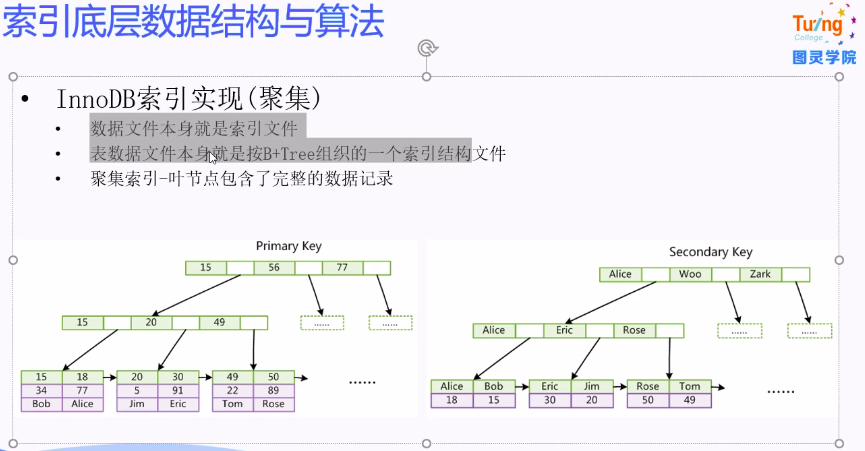 索引底层数据结构与算法
Tuling
College
图灵学院
• InnoDB索引实现(聚集)
• 数据文件本身就是索引文件
• 表数据文件本身就是按B+Tree组织的一个索引结构文件
• 聚集索引-叶节点包含了完整的数据记录
Primary Key
15 56 77
15 20 49
...... ......
15 18 20 30 49 50
34 77 5 91 22 89
Bob Alice Jim Eric Tom Rose
......
Secondary Key
Alice Woo Zark
Alice Eric Rose
...... ......
Alice Bob Eric Jim Rose Tom
18 15 30 20 50 49
......